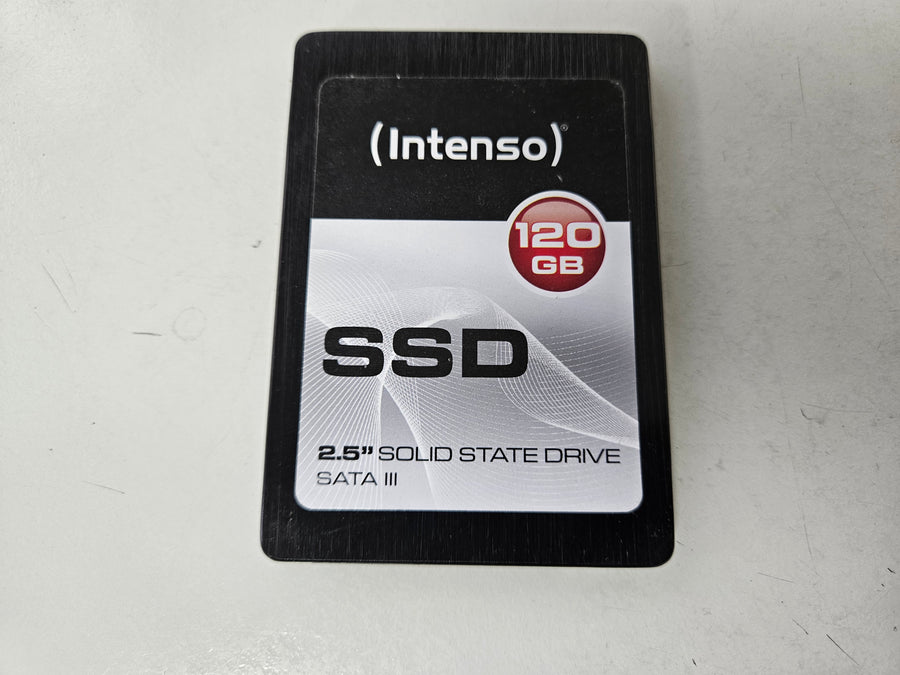 (Intenso)®
120
GB
SSD
2.5” SOLID STATE DRIVE
SATA III